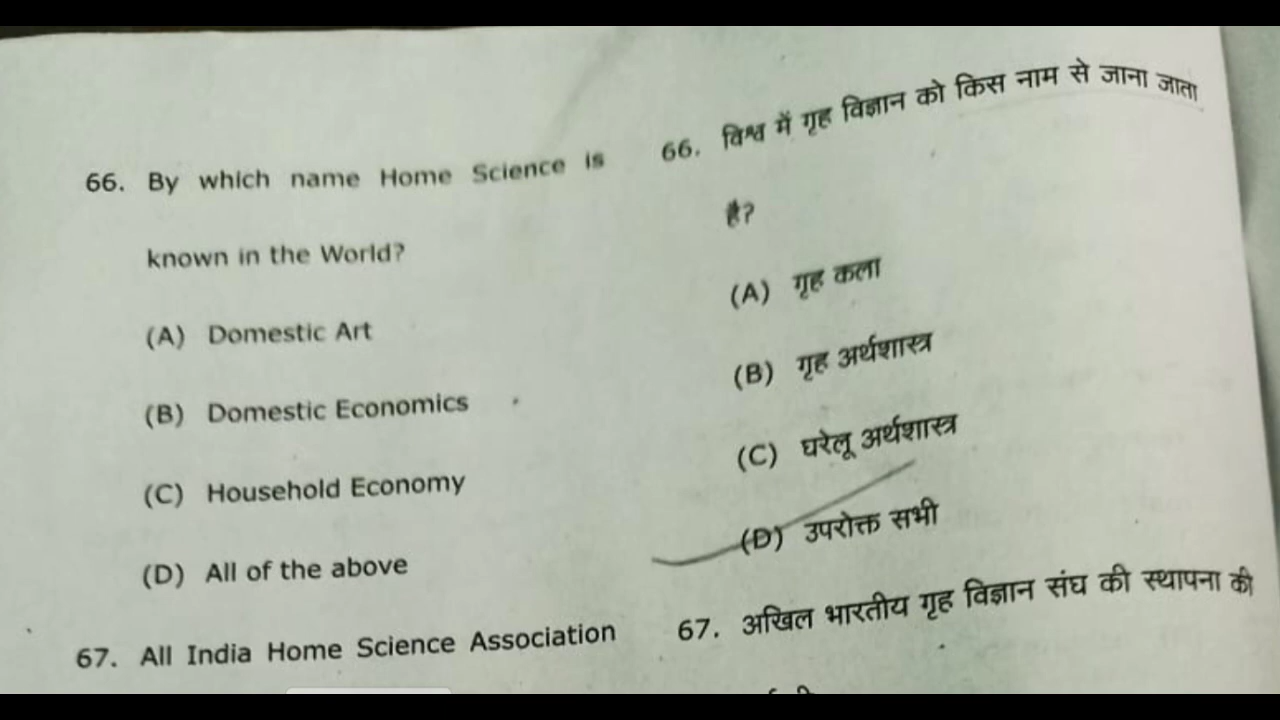 66. By which name Home Science is
known in the World?
(A) Domestic Art
(B) Domestic Economics
(C) Household Economy
(D) All of the above
67. All India Home Science Association
66. विश्व में गृह विज्ञान को किस नाम से जाना जाता
है?
(A) गृह कला
(B) गृह अर्थशास्त्र
(C) घरेलू अर्थशास्त्र
(D) उपरोक्त सभी
67. अखिल भारतीय गृह विज्ञान संघ की स्थापना की